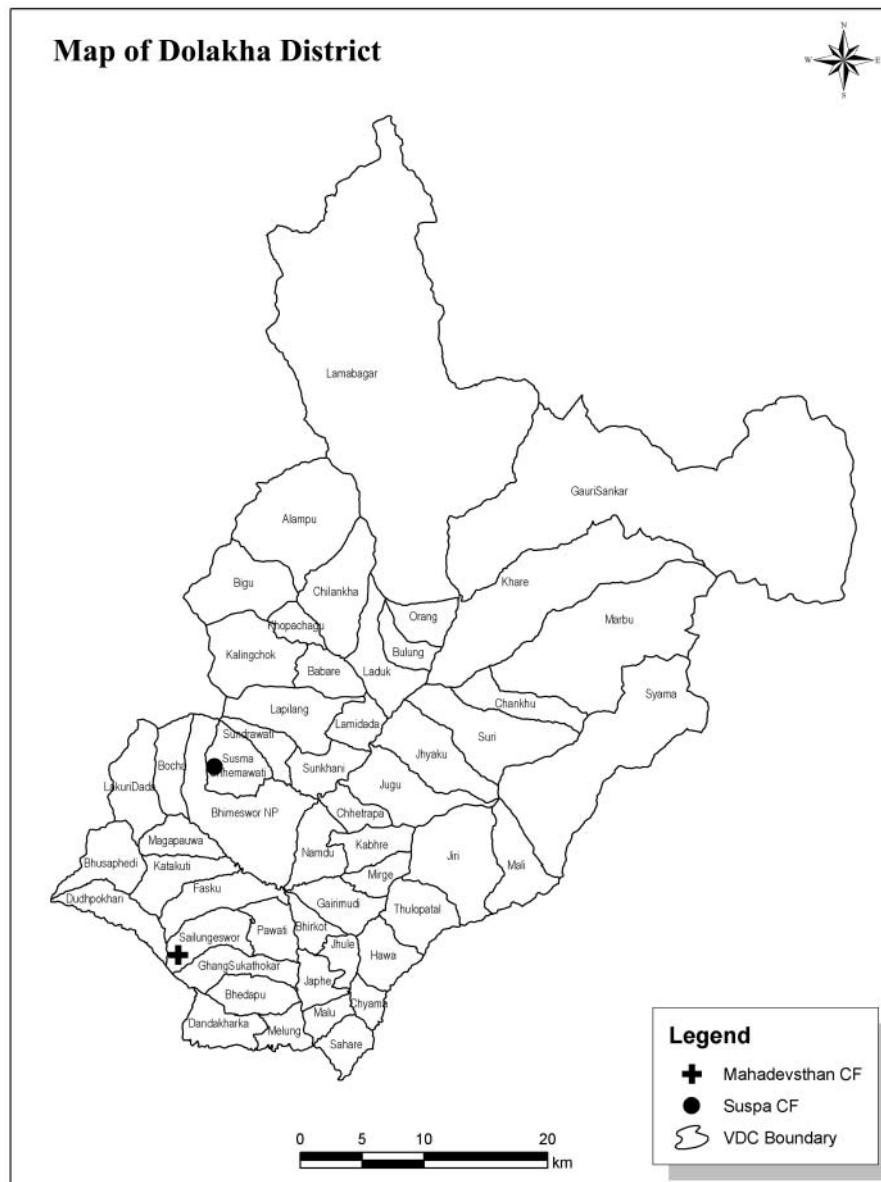 Map of Dolakha District
N
W
E
S
Lamabagar
GauriSankar
Alampu
Khare
Bigu
Chilankha
Orang
Marbu
Khopachagu
Bulung
Kalingchok
Babare
Laduk
Syama
Chankhu
Lapilang
Lamidada
Sundrawati
Suri
Jhyaku
Susma
Bocha
Sunkhani
LakuriDada
Jugu
Bhimeswor NP
Chhetrapa
Magapauwa
Kabhre
Namdu
Jiri
Bhusaphedi
Katakuti
Mali
Mirge
Fasku
Dudhpokhari
Gairimudi
Thulopatal
Pawati
Bhirkot
Sailungeswor
Jhule
Hawa
GhangSukathokar
Japhe
Bhedapu
Chyama
Malu
Dandakharka
Melung
Sahare
Legend
Mahadevsthan CF
Suspa CF
VDC Boundary
0 5 10 20
km